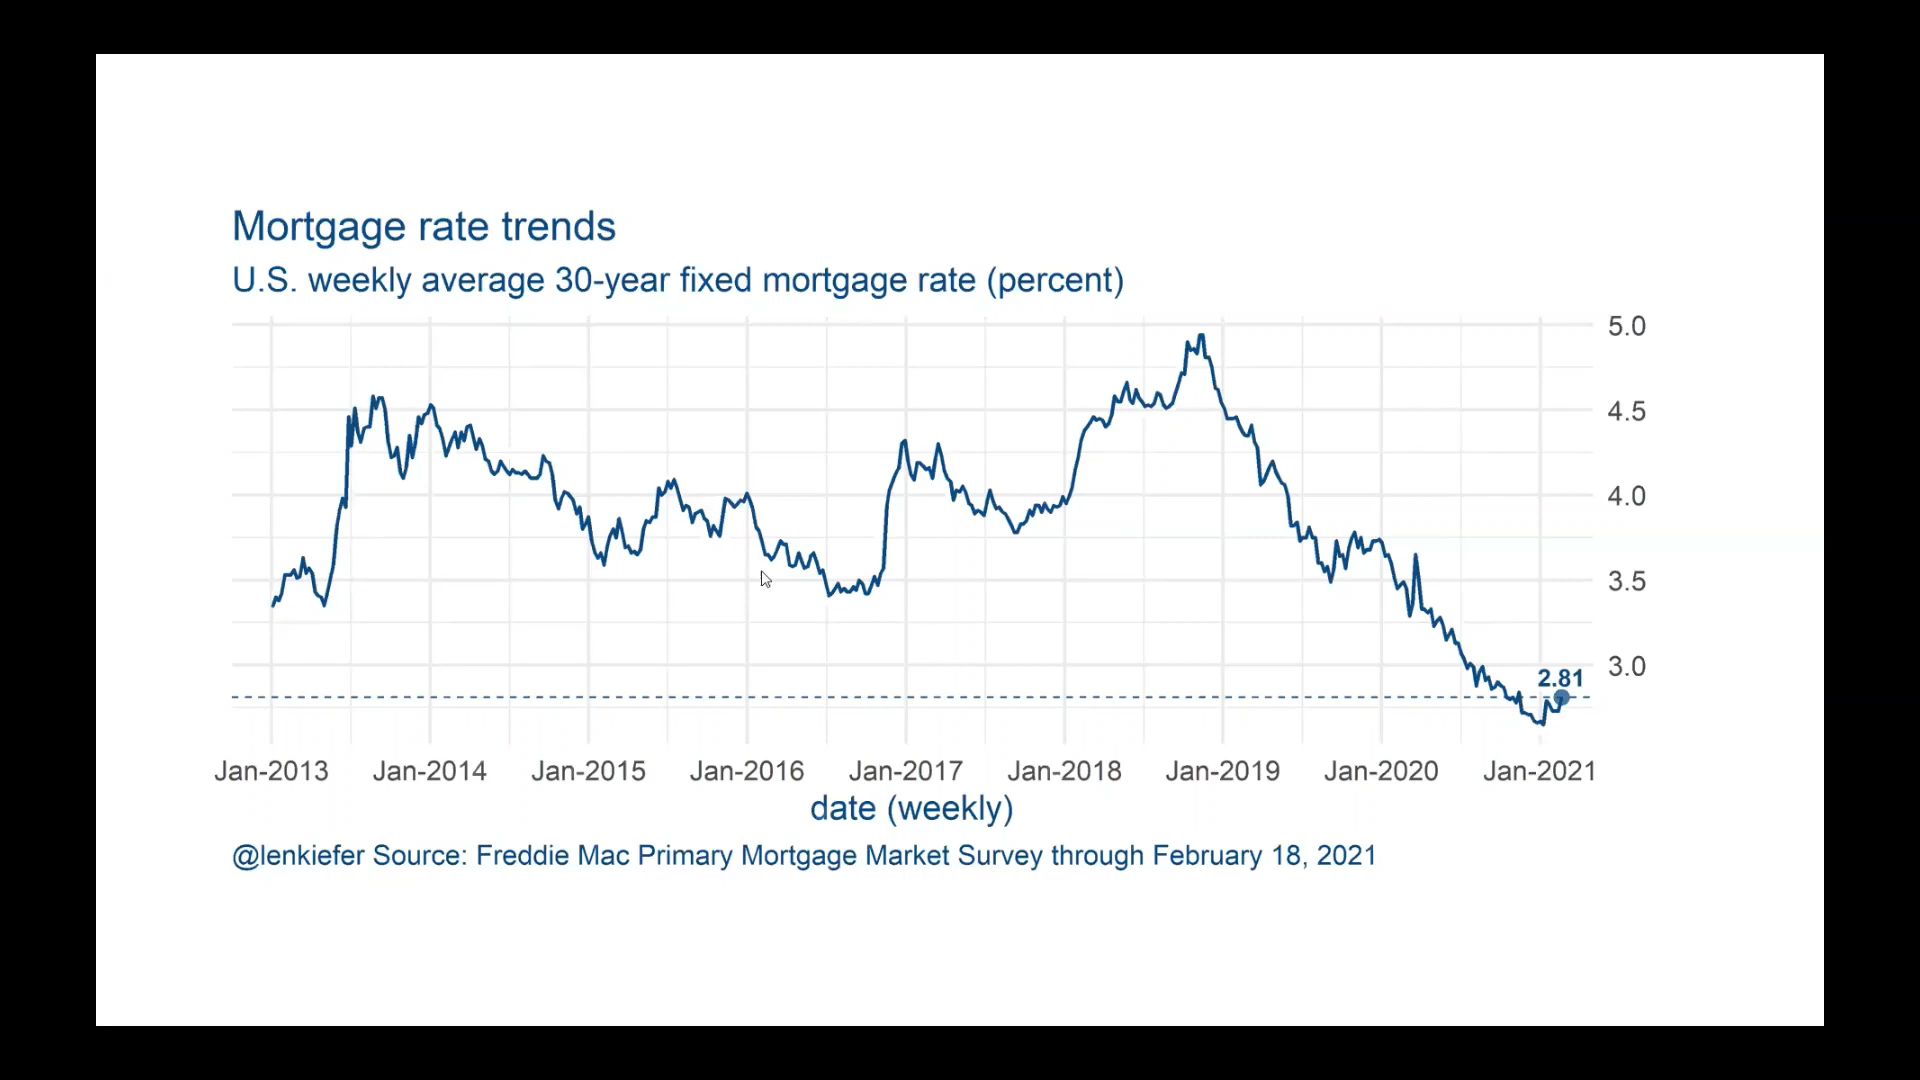 Mortgage rate trends
U.S. weekly average 30-year fixed mortgage rate (percent)
5.0
4.5
4.0
3.5
3.0
2.81
Jan-2013 Jan-2014 Jan-2015 Jan-2016 Jan-2017 Jan-2018 Jan-2019 Jan-2020 Jan-2021
date (weekly)
@lenkiefer Source: Freddie Mac Primary Mortgage Market Survey through February 18, 2021